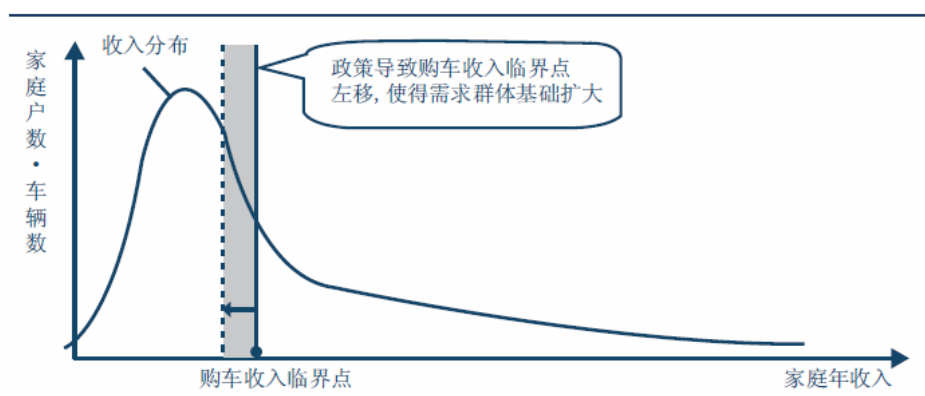 收入分布
家庭户数·车辆数
政策导致购车收入临界点
左移,使得需求群体基础扩大
购车收入临界点
家庭年收入